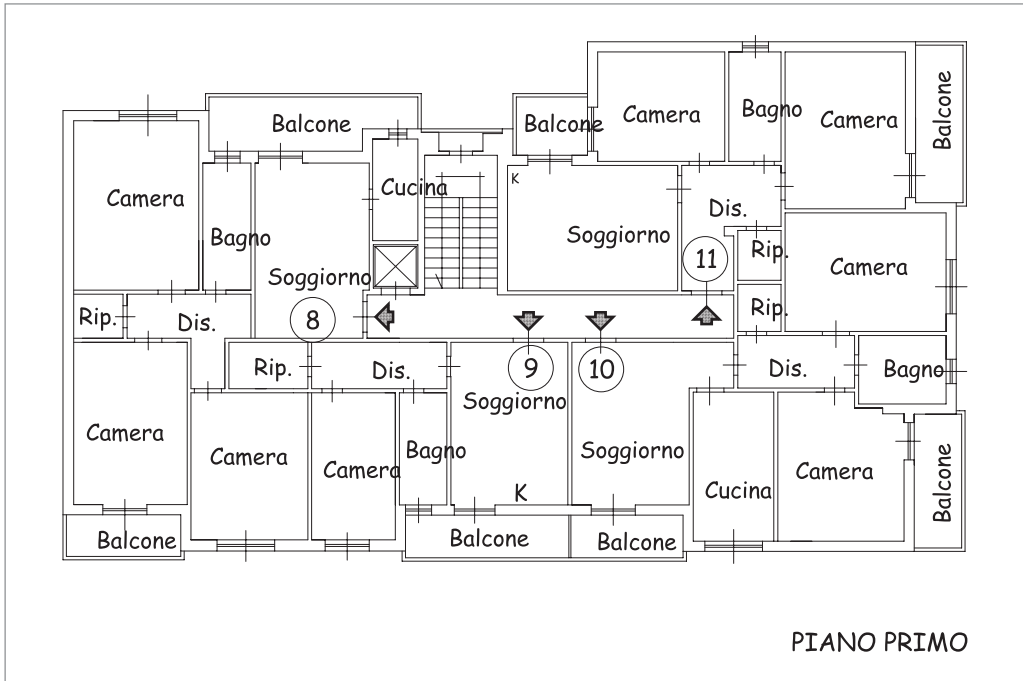 Balcone
Balcone
Camera
Bagno
Camera
Balcone
Camera
Cucina
K
Bagno
Soggiorno
Dis.
Soggiorno
11
Rip.
Camera
Rip.
Dis.
8
Rip.
9
10
Rip.
Dis.
Dis.
Bagno
Soggiorno
Camera
Camera
Camera
Bagno
Soggiorno
Camera
K
Cucina
Balcone
Balcone
Balcone
Balcone
PIANO PRIMO